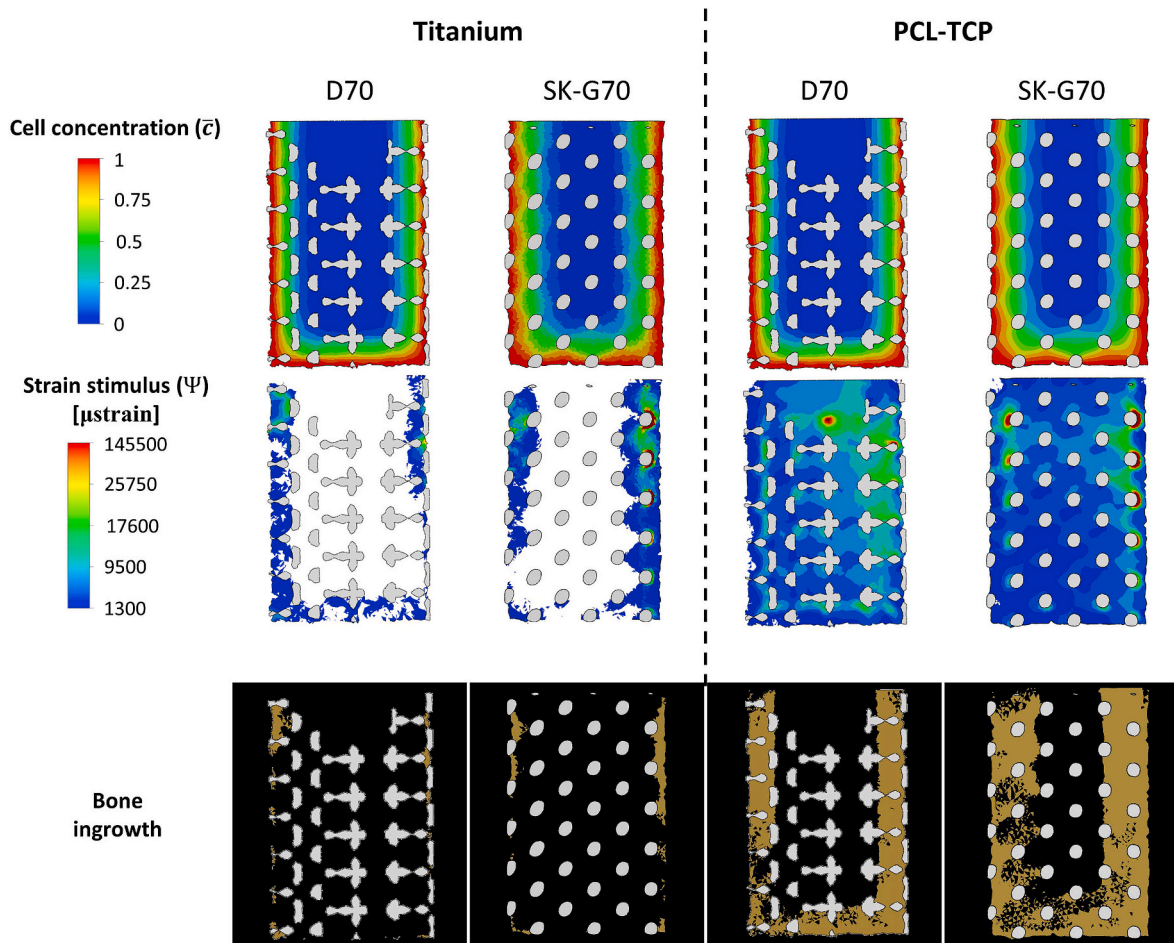 Titanium
PCL-TCP
D70
SK-G70
D70
SK-G70
Cell concentration (c̅)
1
0.75
0.5
0.25
0
Strain stimulus (Ψ)
[μstrain]
145500
25750
17600
9500
1300
Bone
ingrowth